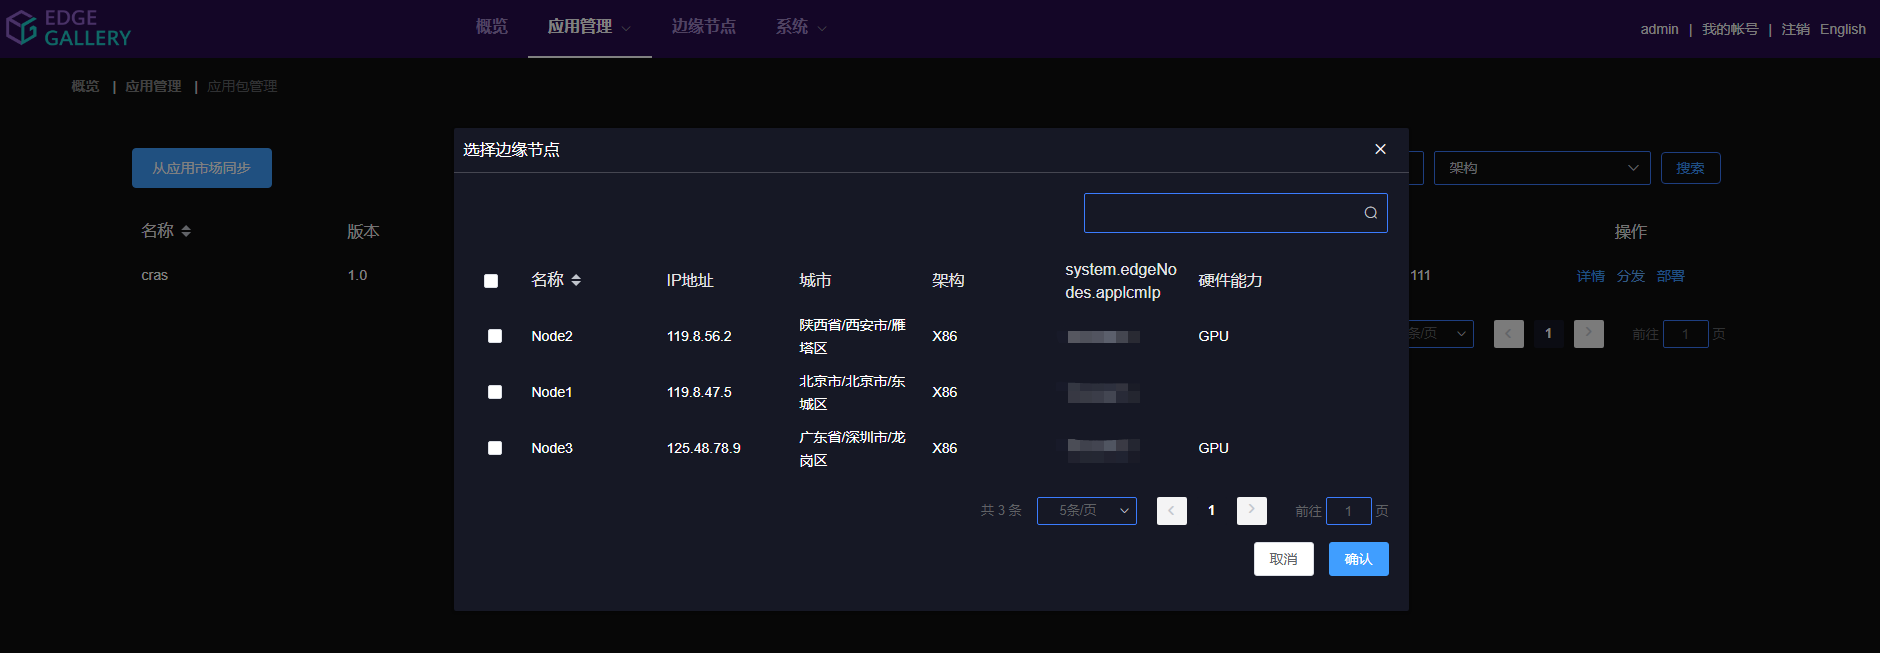 EDGE
GALLERY
概览 应用管理 边缘节点 系统
admin | 我的帐号 | 注销 English
概览 | 应用管理 | 应用包管理
从应用市场同步
架构
搜索
名称 版本 操作
cras 1.0 111 详情 分发 部署
条/页 1 前往 1 页
选择边缘节点
名称 IP地址 城市 架构 system.edgeNo
des.applcmIp 硬件能力
Node2 119.8.56.2 陕西省/西安市/雁
塔区 X86 GPU
Node1 119.8.47.5 北京市/北京市/东
城区 X86
Node3 125.48.78.9 广东省/深圳市/龙
岗区 X86 GPU
共 3 条 5条/页 1 前往 1 页
取消 确认